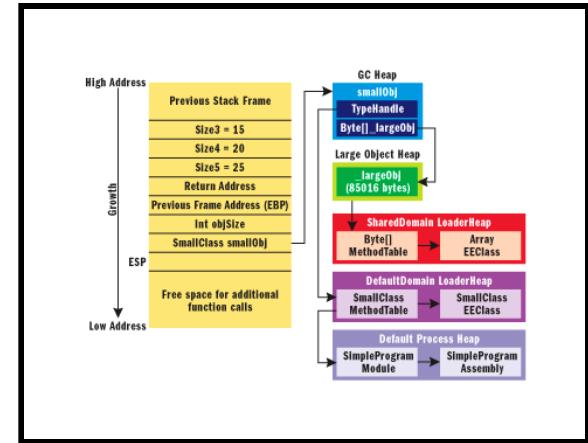 High Address
Growth
ESP
Low Address
Previous Stack Frame
Size3 = 15
Size4 = 20
Size5 = 25
Return Address
Previous Frame Address (EBP)
Int objSize
SmallClass smallObj
Free space for additional
function calls
GC Heap
smallObj
TypeHandle
Byte[]_largeObj
Large Object Heap
_largeObj
(85016 bytes)
SharedDomain LoaderHeap
Byte[]
MethodTable
Array
EEClass
DefaultDomain LoaderHeap
SmallClass
MethodTable
SmallClass
EEClass
Default Process Heap
SimpleProgram
Module
SimpleProgram
Assembly